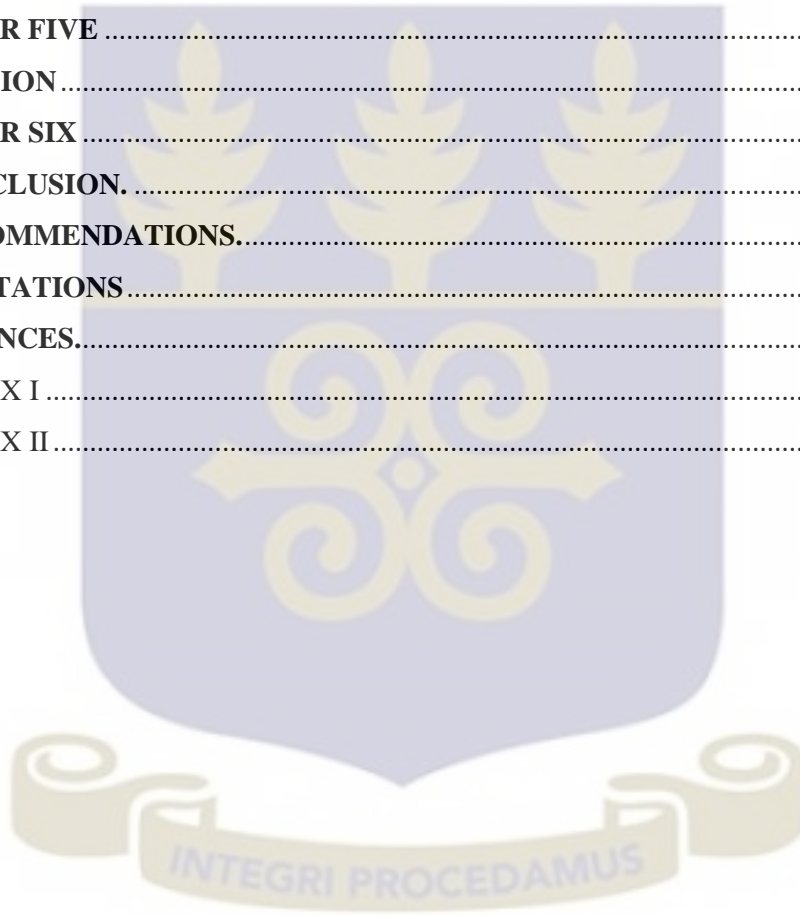 R FIVE ........................................................................
ION ........................................................................
R SIX ........................................................................
CLUSION. ........................................................................
OMMENDATIONS. ........................................................................
TATIONS ........................................................................
NCES. ........................................................................
X I ........................................................................
X II ........................................................................
INTEGRI PROCEDAMUS